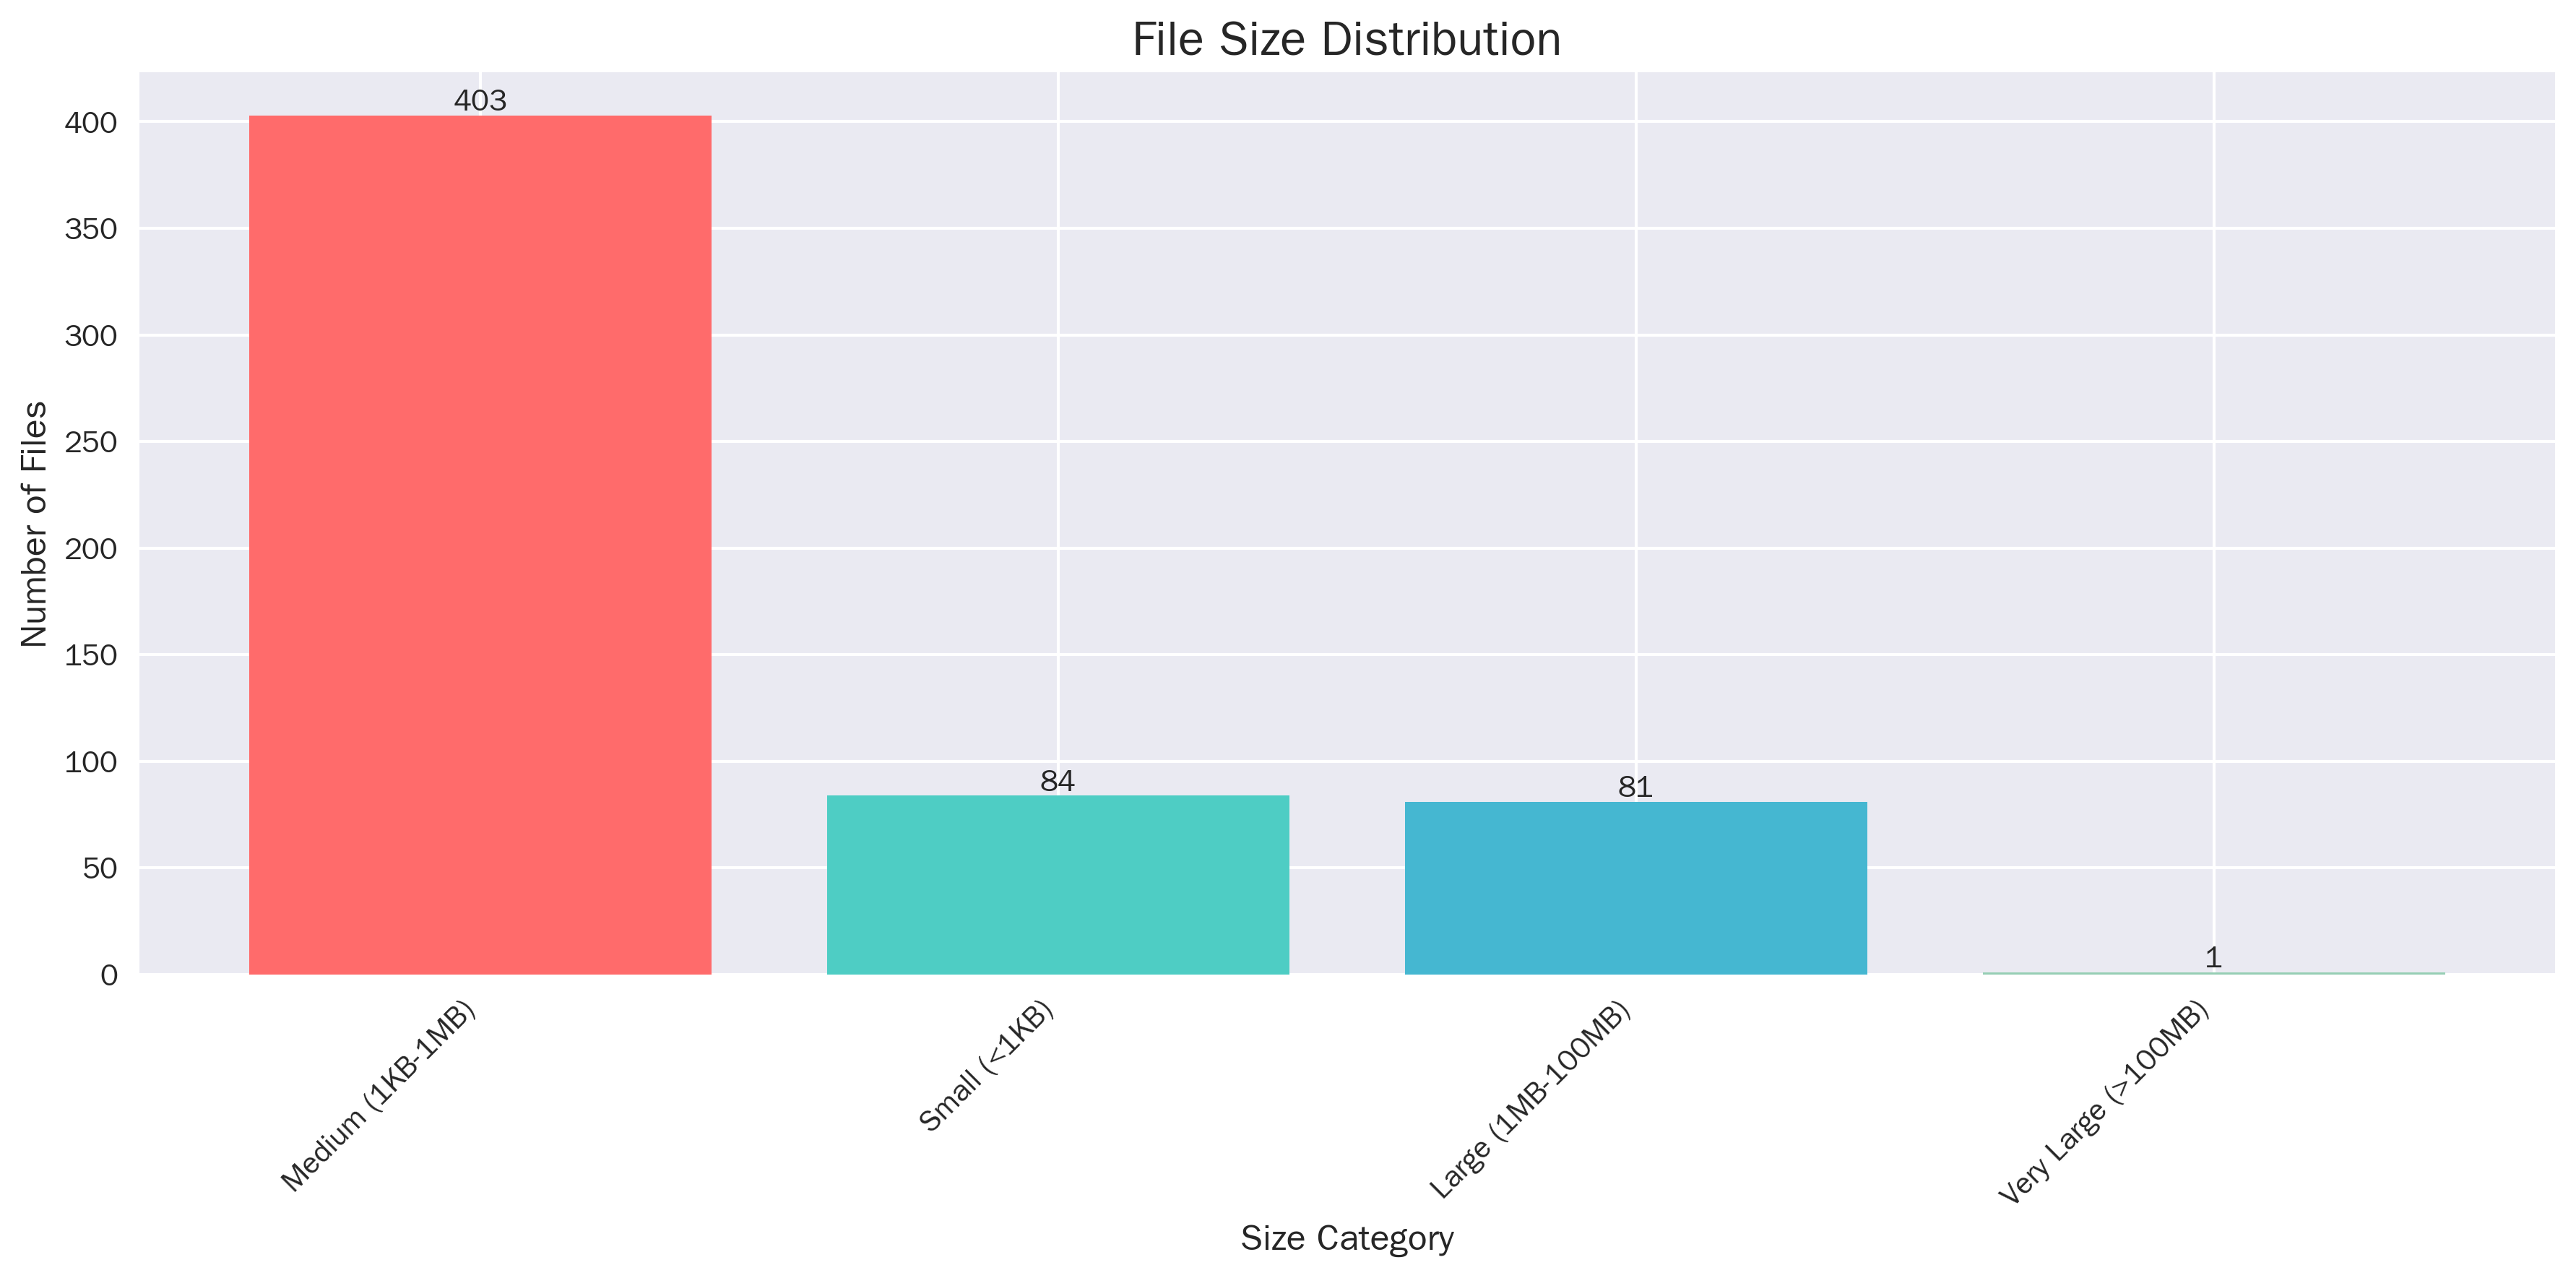 File Size Distribution
403
400
350
300
250
200
150
100
50
0
84
81
1
Number of Files
Medium (1KB-1MB)
Small (<1KB)
Large (1MB-100MB)
Very Large (>100MB)
Size Category